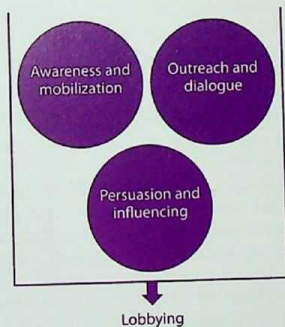 Awareness and
mobilization
Outreach and
dialogue
Persuasion and
influencing
Lobbying